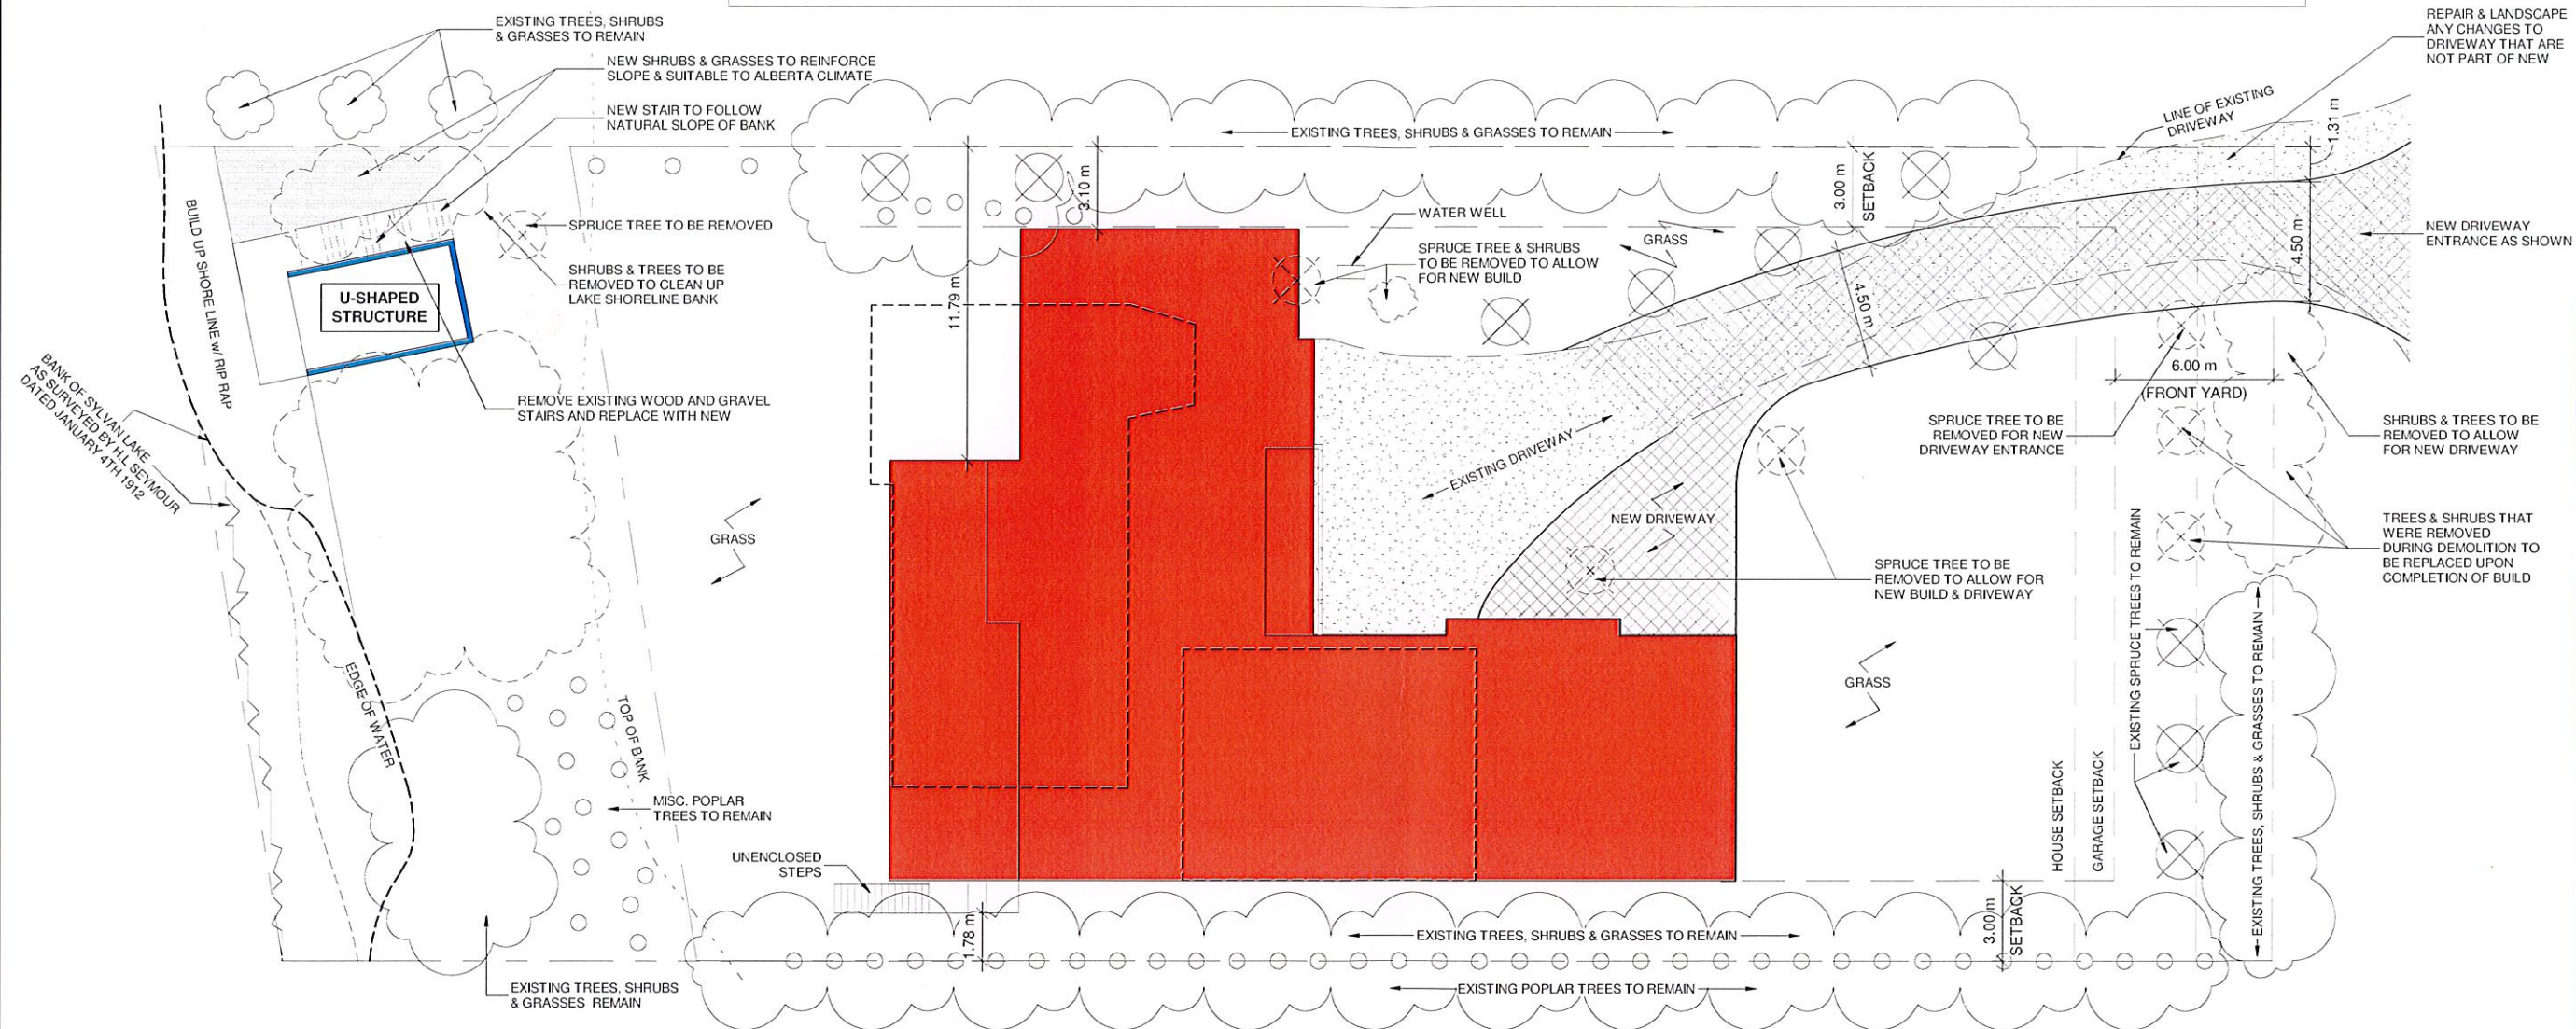 EXISTING TREES, SHRUBS
& GRASSES TO REMAIN
NEW SHRUBS & GRASSES TO REINFORCE
SLOPE & SUITABLE TO ALBERTA CLIMATE
NEW STAIR TO FOLLOW
NATURAL SLOPE OF BANK
SPRUCE TREE TO BE REMOVED
SHRUBS & TREES TO BE
REMOVED TO CLEAN UP
LAKE SHORELINE BANK
U-SHAPED
STRUCTURE
REMOVE EXISTING WOOD AND GRAVEL
STAIRS AND REPLACE WITH NEW
BUILD UP SHORE LINE w/ RIP RAP
BANK OF SYLVAN LAKE
AS SURVEYED BY H.L SEYMOUR
DATED JANUARY 4TH 1912
EDGE OF WATER
TOP OF BANK
MISC. POPLAR
TREES TO REMAIN
UNENCLOSED
STEPS
EXISTING TREES, SHRUBS
& GRASSES REMAIN
GRASS
11.79 m
3.10 m
1.78 m
EXISTING TREES, SHRUBS & GRASSES TO REMAIN
WATER WELL
SPRUCE TREE & SHRUBS
TO BE REMOVED TO ALLOW
FOR NEW BUILD
GRASS
3.00 m
SETBACK
LINE OF EXISTING
DRIVEWAY
REPAIR & LANDSCAPE
ANY CHANGES TO
DRIVEWAY THAT ARE
NOT PART OF NEW
1.31 m
4.50 m
NEW DRIVEWAY
ENTRANCE AS SHOWN
4.50 m
6.00 m
(FRONT YARD)
SPRUCE TREE TO BE
REMOVED FOR NEW
DRIVEWAY ENTRANCE
SHRUBS & TREES TO BE
REMOVED TO ALLOW
FOR NEW DRIVEWAY
EXISTING DRIVEWAY
NEW DRIVEWAY
SPRUCE TREE TO BE
REMOVED TO ALLOW FOR
NEW BUILD & DRIVEWAY
TREES & SHRUBS THAT
WERE REMOVED
DURING DEMOLITION TO
BE REPLACED UPON
COMPLETION OF BUILD
GRASS
HOUSE SETBACK
GARAGE SETBACK
EXISTING SPRUCE TREES TO REMAIN
EXISTING TREES, SHRUBS & GRASSES TO REMAIN
3.00 m
SETBACK
EXISTING TREES, SHRUBS & GRASSES TO REMAIN
EXISTING POPLAR TREES TO REMAIN